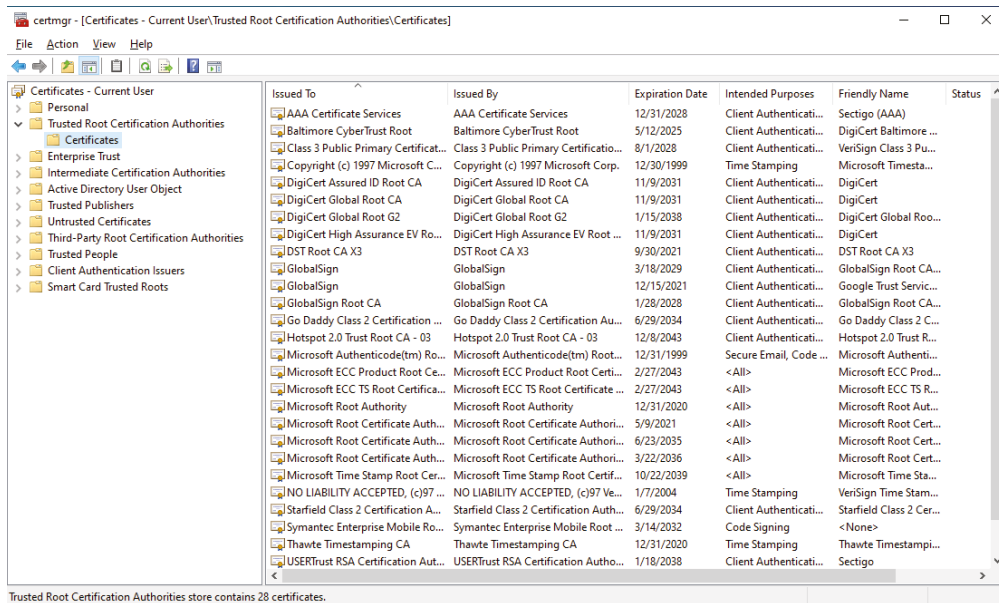 certmgr - [Certificates - Current User\Trusted Root Certification Authorities\Certificates]
File Action View Help
Certificates - Current User
Personal
Trusted Root Certification Authorities
Certificates
Enterprise Trust
Intermediate Certification Authorities
Active Directory User Object
Trusted Publishers
Untrusted Certificates
Third-Party Root Certification Authorities
Trusted People
Client Authentication Issuers
Smart Card Trusted Roots
Issued To Issued By Expiration Date Intended Purposes Friendly Name Status
AAA Certificate Services AAA Certificate Services 12/31/2028 Client Authenticati... Sectigo (AAA)
Baltimore CyberTrust Root Baltimore CyberTrust Root 5/12/2025 Client Authenticati... DigiCert Baltimore ...
Class 3 Public Primary Certificat... Class 3 Public Primary Certificatio... 8/1/2028 Client Authenticati... VeriSign Class 3 Pu...
Copyright (c) 1997 Microsoft C... Copyright (c) 1997 Microsoft Corp. 12/30/1999 Time Stamping Microsoft Timesta...
DigiCert Assured ID Root CA DigiCert Assured ID Root CA 11/9/2031 Client Authenticati... DigiCert
DigiCert Global Root CA DigiCert Global Root CA 11/9/2031 Client Authenticati... DigiCert
DigiCert Global Root G2 DigiCert Global Root G2 1/15/2038 Client Authenticati... DigiCert Global Roo...
DigiCert High Assurance EV Ro... DigiCert High Assurance EV Root ... 11/9/2031 Client Authenticati... DigiCert
DST Root CA X3 DST Root CA X3 9/30/2021 Client Authenticati... DST Root CA X3
GlobalSign GlobalSign 3/18/2029 Client Authenticati... GlobalSign Root CA...
GlobalSign GlobalSign 12/15/2021 Client Authenticati... Google Trust Servic...
GlobalSign Root CA GlobalSign Root CA 1/28/2028 Client Authenticati... GlobalSign Root CA...
Go Daddy Class 2 Certification ... Go Daddy Class 2 Certification Au... 6/29/2034 Client Authenticati... Go Daddy Class 2 C...
Hotspot 2.0 Trust Root CA - 03 Hotspot 2.0 Trust Root CA - 03 12/8/2043 Client Authenticati... Hotspot 2.0 Trust R...
Microsoft Authenticode(tm) Ro... Microsoft Authenticode(tm) Root... 12/31/1999 Secure Email, Code ... Microsoft Authenti...
Microsoft ECC Product Root Ce... Microsoft ECC Product Root Certi... 2/27/2043 <All> Microsoft ECC Prod...
Microsoft ECC TS Root Certifica... Microsoft ECC TS Root Certificate ... 2/27/2043 <All> Microsoft ECC TS R...
Microsoft Root Authority Microsoft Root Authority 12/31/2020 <All> Microsoft Root Aut...
Microsoft Root Certificate Auth... Microsoft Root Certificate Authori... 5/9/2021 <All> Microsoft Root Cert...
Microsoft Root Certificate Auth... Microsoft Root Certificate Authori... 6/23/2035 <All> Microsoft Root Cert...
Microsoft Root Certificate Auth... Microsoft Root Certificate Authori... 3/22/2036 <All> Microsoft Root Cert...
Microsoft Time Stamp Root Cer... Microsoft Time Stamp Root Certif... 10/22/2039 <All> Microsoft Time Sta...
NO LIABILITY ACCEPTED, (c)97 ... NO LIABILITY ACCEPTED, (c)97 Ve... 1/7/2004 Time Stamping VeriSign Time Stam...
Starfield Class 2 Certification A... Starfield Class 2 Certification Auth... 6/29/2034 Client Authenticati... Starfield Class 2 Cer...
Symantec Enterprise Mobile Ro... Symantec Enterprise Mobile Root ... 3/14/2032 Code Signing <None>
Thawte Timestamping CA Thawte Timestamping CA 12/31/2020 Time Stamping Thawte Timestampi...
USERTrust RSA Certification Aut... USERTrust RSA Certification Autho... 1/18/2038 Client Authenticati... Sectigo
Trusted Root Certification Authorities store contains 28 certificates.